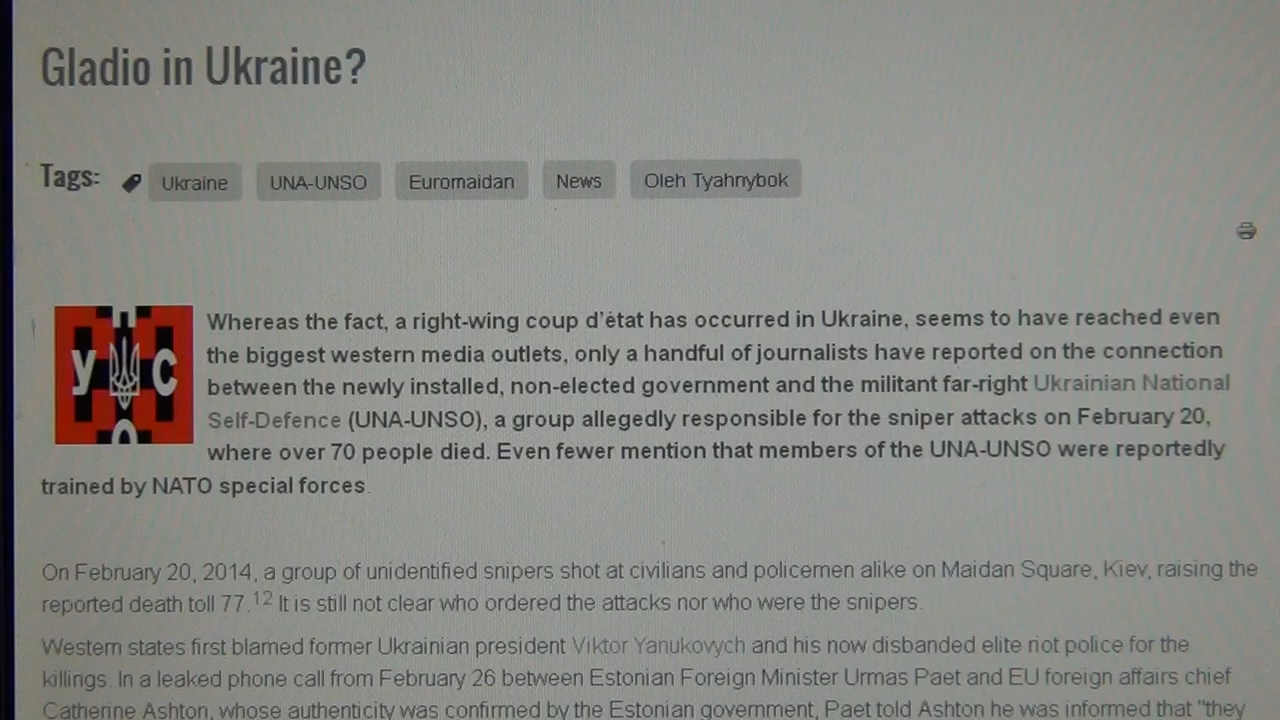 Gladio in Ukraine?
Tags: Ukraine UNA-UNSO Euromaidan News Oleh Tyahnybok
У С
О
Whereas the fact, a right-wing coup d'état has occurred in Ukraine, seems to have reached even
the biggest western media outlets, only a handful of journalists have reported on the connection
between the newly installed, non-elected government and the militant far-right Ukrainian National
Self-Defence (UNA-UNSO), a group allegedly responsible for the sniper attacks on February 20,
where over 70 people died. Even fewer mention that members of the UNA-UNSO were reportedly
trained by NATO special forces.
On February 20, 2014, a group of unidentified snipers shot at civilians and policemen alike on Maidan Square, Kiev, raising the
reported death toll 77.12 It is still not clear who ordered the attacks nor who were the snipers.
Western states first blamed former Ukrainian president Viktor Yanukovych and his now disbanded elite riot police for the
killings. In a leaked phone call from February 26 between Estonian Foreign Minister Urmas Paet and EU foreign affairs chief
Catherine Ashton, whose authenticity was confirmed by the Estonian government, Paet told Ashton he was informed that "they